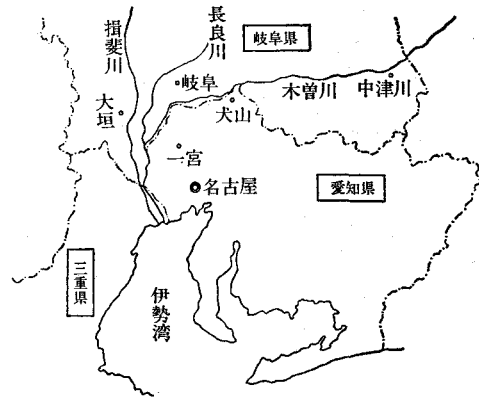 揖斐川
長良川
岐阜県
岐阜
大垣
木曽川
中津川
犬山
一宮
名古屋
愛知県
三重県
伊勢湾